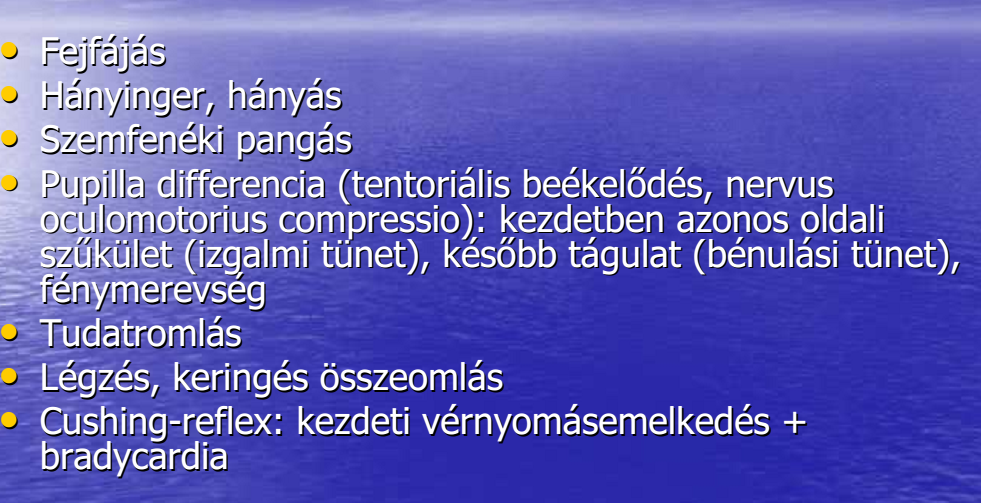 • Fejfájás
• Hányinger, hányás
• Szemfenéki pangás
• Pupilla differencia (tentoriális beékelődés, nervus
oculomotorius compressio): kezdetben azonos oldali
szűkület (izgalmi tünet), később tágulat (bénulási tünet),
fénymerevség
• Tudatromlás
• Légzés, keringés összeomlás
• Cushing-reflex: kezdeti vérnyomásemelkedés +
bradycardia